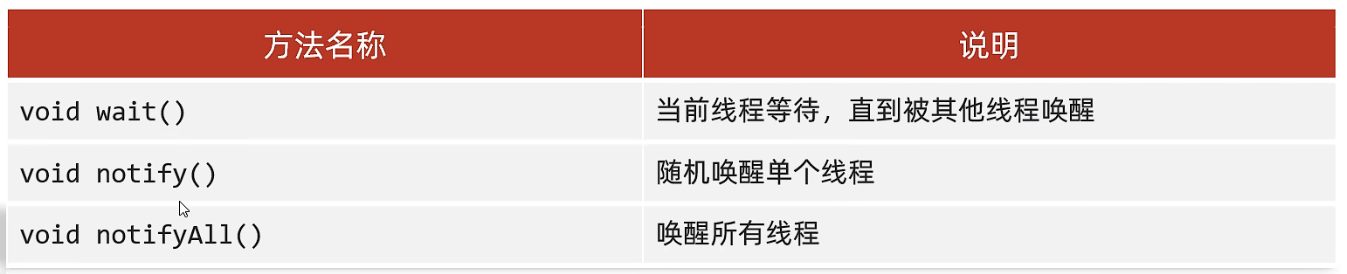 方法名称 说明
void wait() 当前线程等待，直到被其他线程唤醒
void notify() 随机唤醒单个线程
void notifyAll() 唤醒所有线程